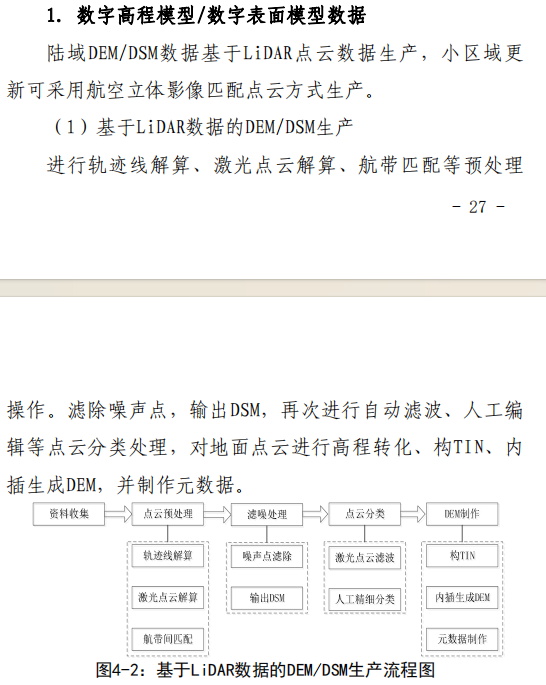 1. 数字高程模型/数字表面模型数据
陆域DEM/DSM数据基于LiDAR点云数据生产，小区域更
新可采用航空立体影像匹配点云方式生产。
（1）基于LiDAR数据的DEM/DSM生产
进行轨迹线解算、激光点云解算、航带匹配等预处理
- 27 -
操作。滤除噪声点，输出DSM，再次进行自动滤波、人工编
辑等点云分类处理，对地面点云进行高程转化、构TIN、内
插生成DEM，并制作元数据。
资料收集
点云预处理
滤噪处理
点云分类
DEM制作
轨迹线解算
噪声点滤除
激光点云滤波
构TIN
激光点云解算
输出DSM
人工精细分类
内插生成DEM
航带间匹配
元数据制作
图4-2：基于LiDAR数据的DEM/DSM生产流程图